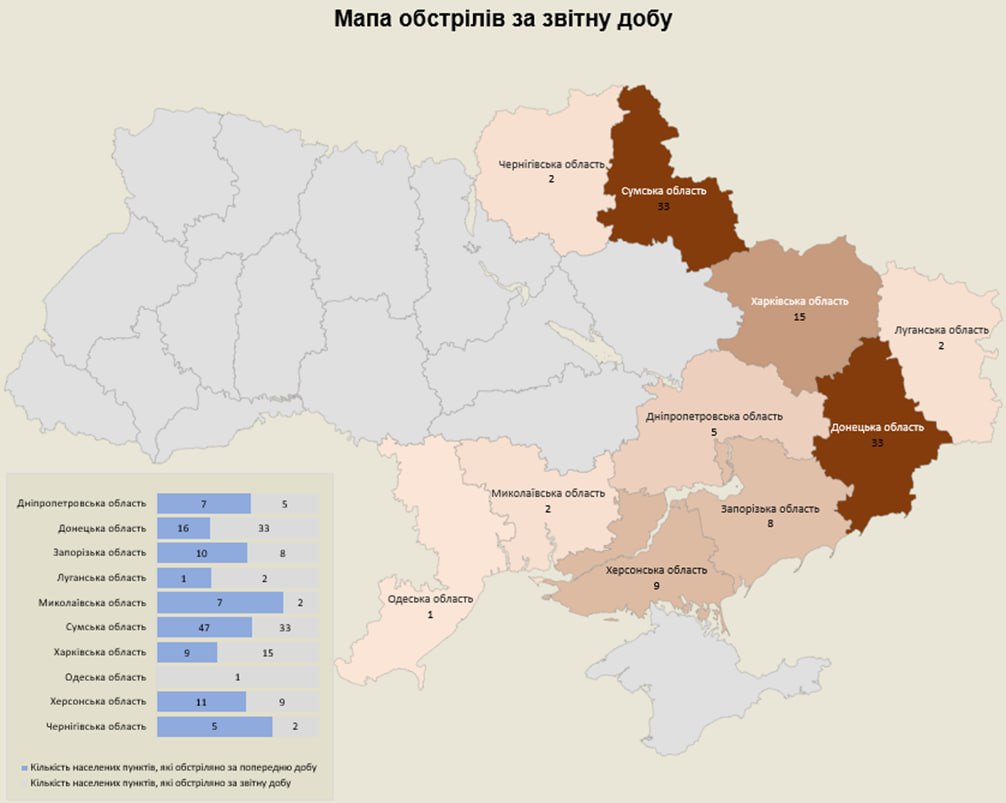 Мапа обстрілів за звітну добу
Чернігівська область
2
Сумська область
33
Харківська область
15
Луганська область
2
Дніпропетровська область
5
Донецька область
33
Миколаївська область
2
Запорізька область
8
Херсонська область
9
Одеська область
1
Дніпропетровська область 7 5
Донецька область 16 33
Запорізька область 10 8
Луганська область 1 2
Миколаївська область 7 2
Сумська область 47 33
Харківська область 9 15
Одеська область 1
Херсонська область 11 9
Чернігівська область 5 2
Кількість населених пунктів, які обстріляно за попередню добу
Кількість населених пунктів, які обстріляно за звітну добу